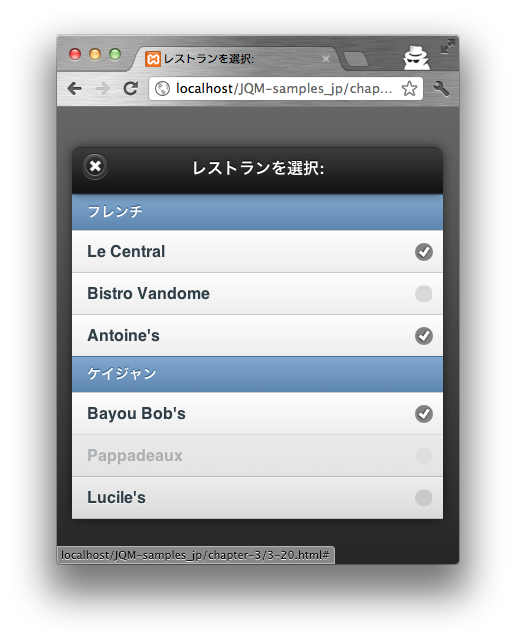 レストランを選択:
localhost/JQM-samples_jp/chap...
レストランを選択:
フレンチ
Le Central
Bistro Vandome
Antoine's
ケイジャン
Bayou Bob's
Pappadeaux
Lucile's
localhost/JQM-samples_jp/chapter-3/3-20.html#